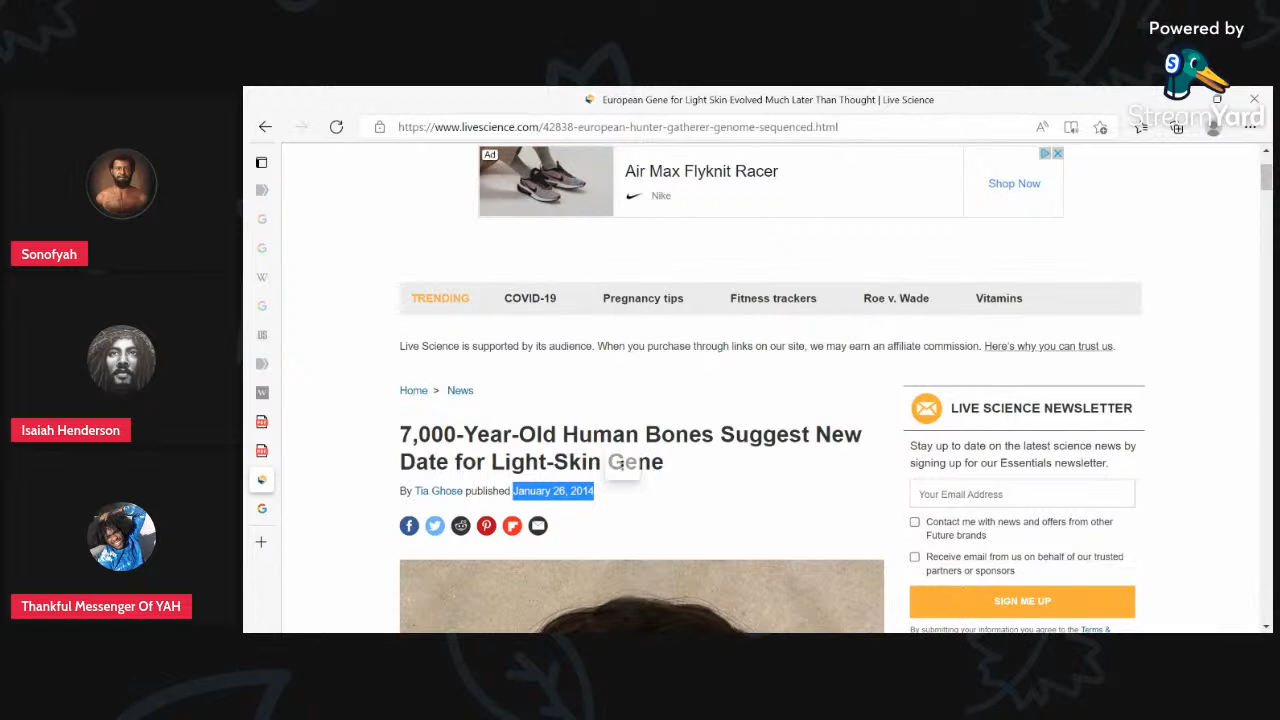 Powered by
StreamYard
European Gene for Light Skin Evolved Much Later Than Thought | Live Science
https://www.livescience.com/42838-european-hunter-gatherer-genome-sequenced.html
Ad
Air Max Flyknit Racer
Nike
Shop Now
TRENDING COVID-19 Pregnancy tips Fitness trackers Roe v. Wade Vitamins
Live Science is supported by its audience. When you purchase through links on our site, we may earn an affiliate commission. Here's why you can trust us.
Home > News
7,000-Year-Old Human Bones Suggest New
Date for Light-Skin Gene
By Tia Ghose published January 26, 2014
LIVE SCIENCE NEWSLETTER
Stay up to date on the latest science news by
signing up for our Essentials newsletter.
Your Email Address
Contact me with news and offers from other
Future brands
Receive email from us on behalf of our trusted
partners or sponsors
SIGN ME UP
By submitting your information you agree to the Terms &
Sonofyah
Isaiah Henderson
Thankful Messenger Of YAH